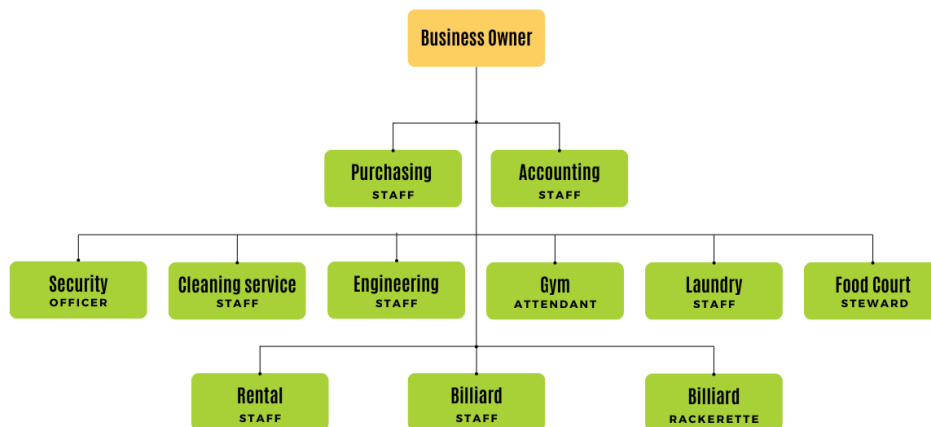 Business Owner
Purchasing
STAFF
Accounting
STAFF
Security
OFFICER
Cleaning service
STAFF
Engineering
STAFF
Gym
ATTENDANT
Laundry
STAFF
Food Court
STEWARD
Rental
STAFF
Billiard
STAFF
Billiard
RACKERETTE